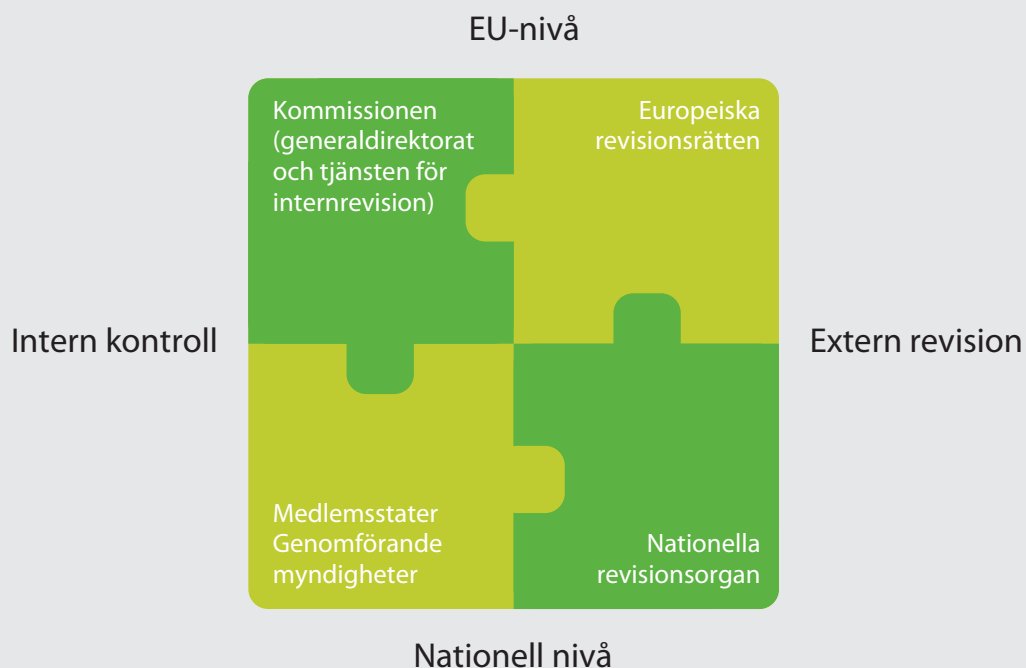 EU-nivå
Kommissionen
(generaldirektorat
och tjänsten för
internrevision)
Europeiska
revisionsrätten
Intern kontroll
Extern revision
Medlemsstater
Genomförande
myndigheter
Nationella
revisionsorgan
Nationell nivå